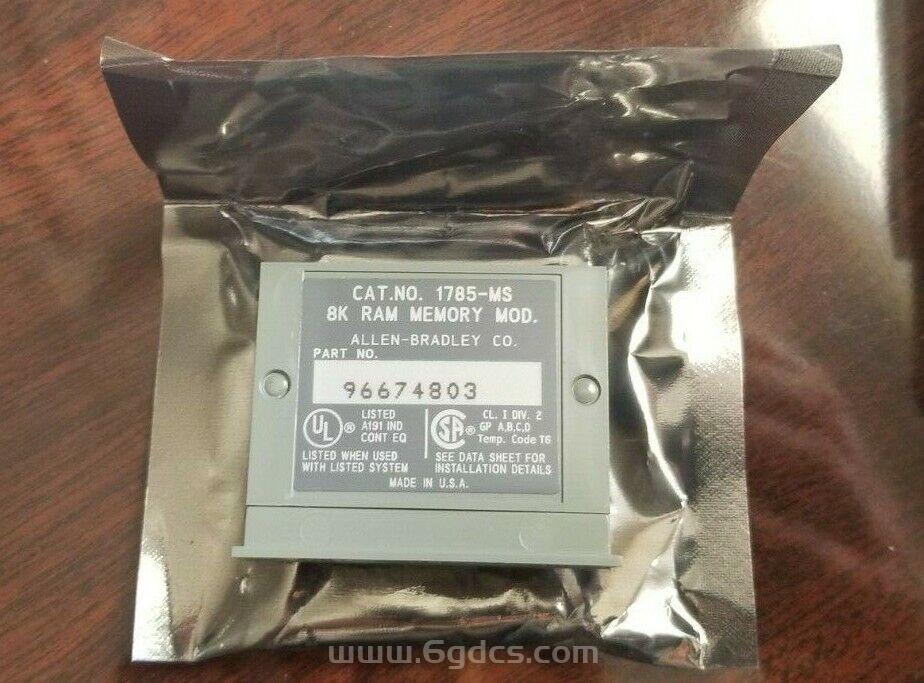 CAT.NO. 1785-MS
8K RAM MEMORY MOD.
ALLEN-BRADLEY CO.
PART NO.
96674803
UL ® LISTED
A191 IND
CONT EQ
LISTED WHEN USED
WITH LISTED SYSTEM
SA ® CL. I DIV. 2
GP A,B,C,D
Temp. Code T6
SEE DATA SHEET FOR
INSTALLATION DETAILS
MADE IN U.S.A.
www.6gdcs.com